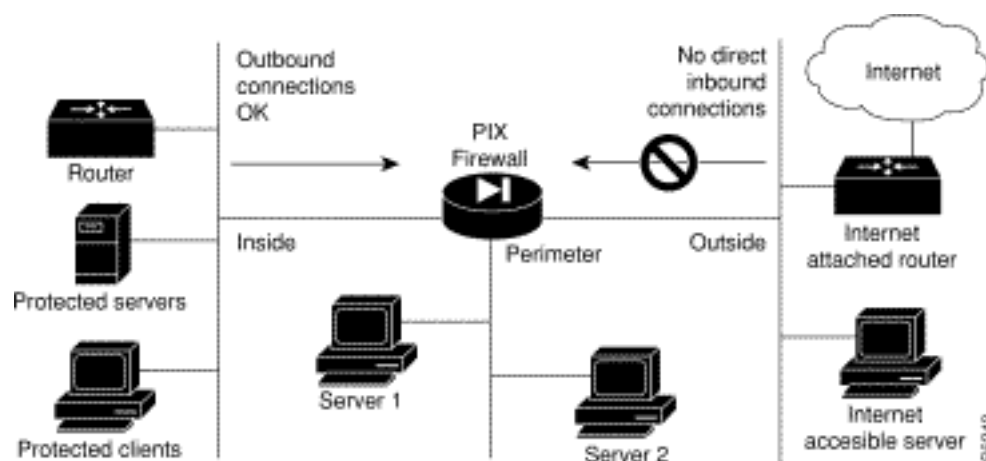 Outbound
connections
OK
No direct
inbound
connections
Internet
PIX
Firewall
Router
Inside
Perimeter
Outside
Internet
attached router
Protected servers
Server 1
Server 2
Protected clients
Internet
accesible server